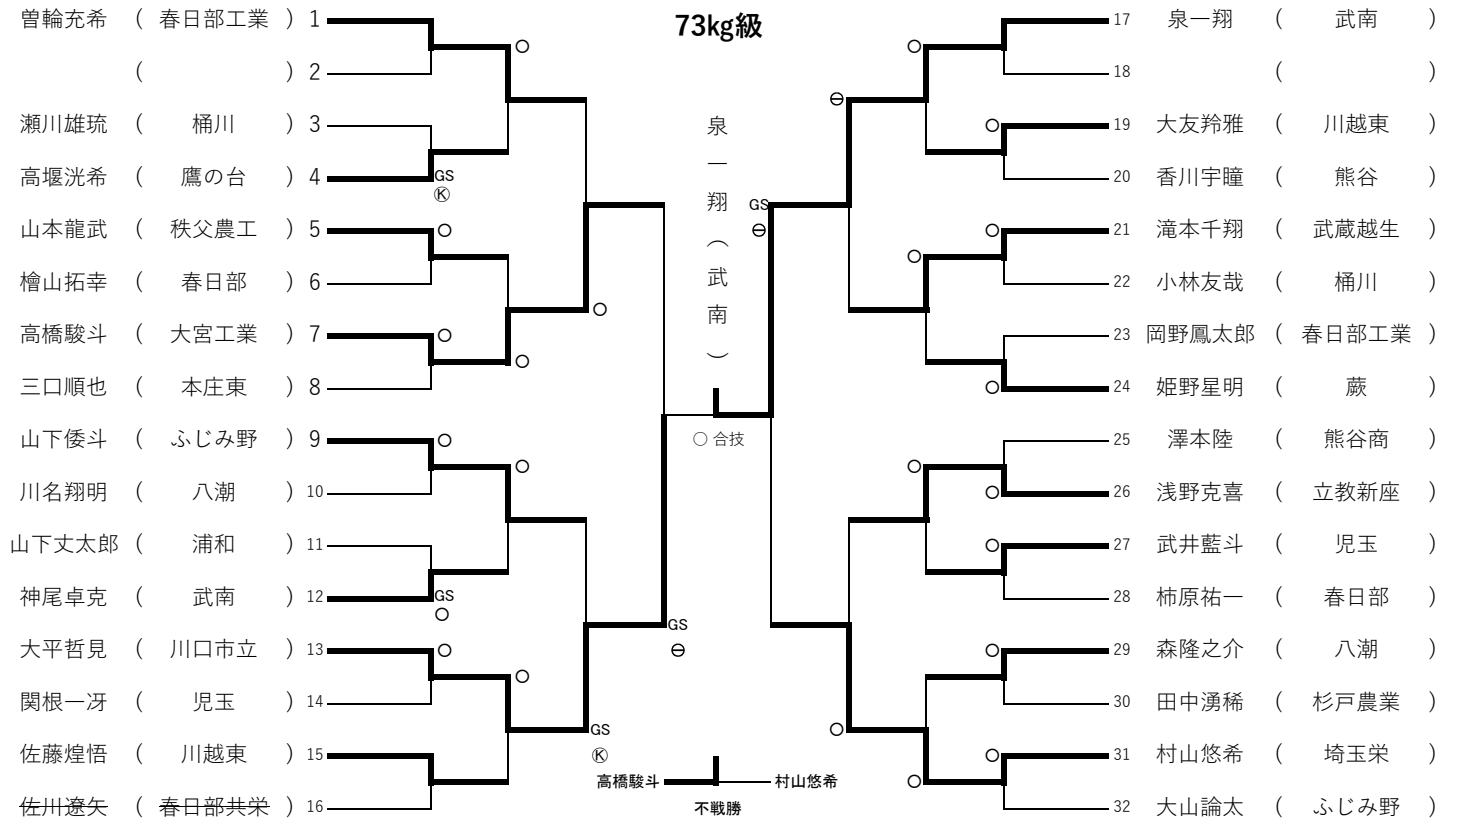 73kg級
曽輪充希 ( 春日部工業 ) 1
( ) 2
瀬川雄琉 ( 桶川 ) 3
高堰洸希 ( 鷹の台 ) 4
GS
Ⓚ
山本龍武 ( 秩父農工 ) 5
檜山拓幸 ( 春日部 ) 6
高橋駿斗 ( 大宮工業 ) 7
三口順也 ( 本庄東 ) 8
山下倭斗 ( ふじみ野 ) 9
川名翔明 ( 八潮 ) 10
山下丈太郎 ( 浦和 ) 11
神尾卓克 ( 武南 ) 12
GS
○
大平哲見 ( 川口市立 ) 13
関根一冴 ( 児玉 ) 14
佐藤煌悟 ( 川越東 ) 15
佐川遼矢 ( 春日部共栄 ) 16
GS
⊖
GS
Ⓚ
泉一翔(武南)
GS
⊖
○ 合技
高橋駿斗 村山悠希
不戦勝
17 泉一翔 ( 武南 )
18 ( )
19 大友羚雅 ( 川越東 )
20 香川宇瞳 ( 熊谷 )
21 滝本千翔 ( 武蔵越生 )
22 小林友哉 ( 桶川 )
23 岡野鳳太郎 ( 春日部工業 )
24 姫野星明 ( 蕨 )
25 澤本陸 ( 熊谷商 )
26 浅野克喜 ( 立教新座 )
27 武井藍斗 ( 児玉 )
28 柿原祐一 ( 春日部 )
29 森隆之介 ( 八潮 )
30 田中湧稀 ( 杉戸農業 )
31 村山悠希 ( 埼玉栄 )
32 大山論太 ( ふじみ野 )